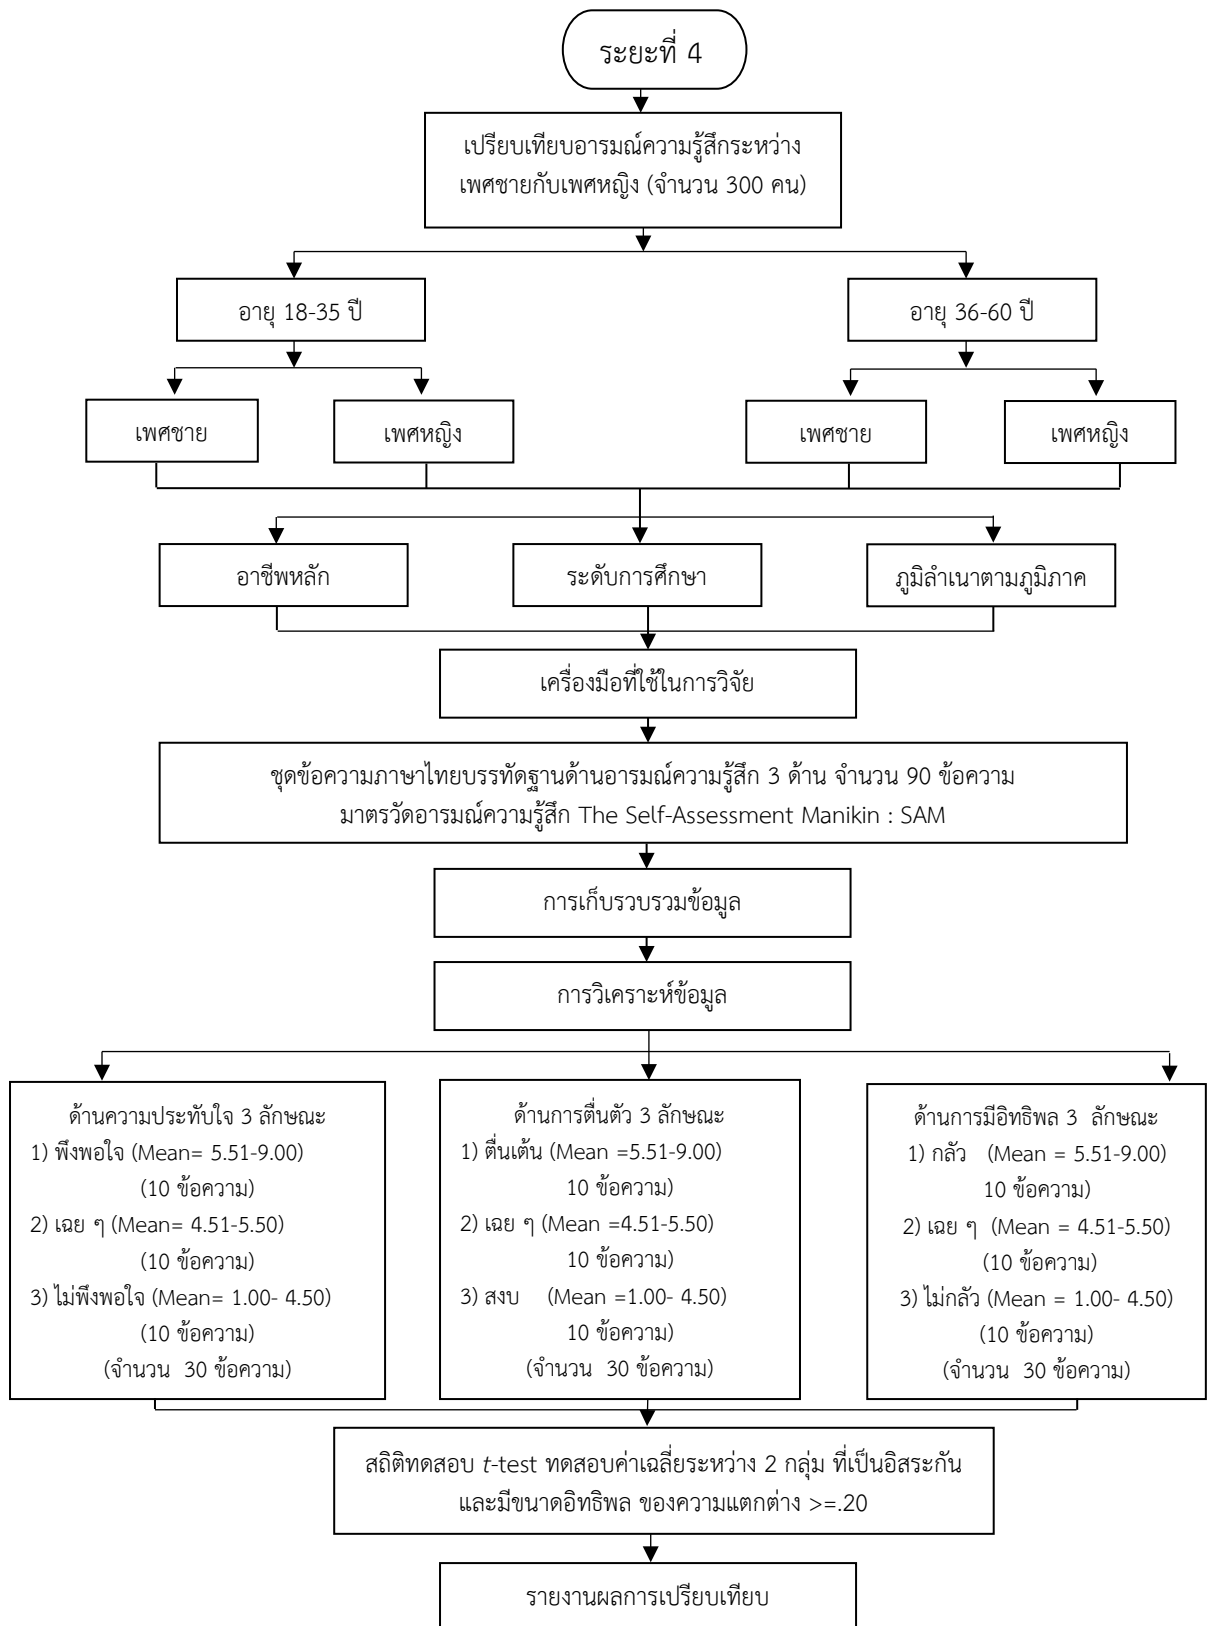 ระยะที่ 4
เปรียบเทียบอารมณ์ความรู้สึกระหว่าง
เพศชายกับเพศหญิง (จำนวน 300 คน)
อายุ 18-35 ปี
อายุ 36-60 ปี
เพศชาย
เพศหญิง
เพศชาย
เพศหญิง
อาชีพหลัก
ระดับการศึกษา
ภูมิลำเนาตามภูมิภาค
เครื่องมือที่ใช้ในการวิจัย
ชุดข้อความภาษาไทยบรรทัดฐานด้านอารมณ์ความรู้สึก 3 ด้าน จำนวน 90 ข้อความ
มาตรวัดอารมณ์ความรู้สึก The Self-Assessment Manikin : SAM
การเก็บรวบรวมข้อมูล
การวิเคราะห์ข้อมูล
ด้านความประทับใจ 3 ลักษณะ
1) พึงพอใจ (Mean= 5.51-9.00)
(10 ข้อความ)
2) เฉย ๆ (Mean= 4.51-5.50)
(10 ข้อความ)
3) ไม่พึงพอใจ (Mean= 1.00- 4.50)
(10 ข้อความ)
(จำนวน 30 ข้อความ)
ด้านการตื่นตัว 3 ลักษณะ
1) ตื่นเต้น (Mean =5.51-9.00)
10 ข้อความ)
2) เฉย ๆ (Mean =4.51-5.50)
10 ข้อความ)
3) สงบ (Mean =1.00- 4.50)
10 ข้อความ)
(จำนวน 30 ข้อความ)
ด้านการมีอิทธิพล 3 ลักษณะ
1) กลัว (Mean = 5.51-9.00)
10 ข้อความ)
2) เฉย ๆ (Mean = 4.51-5.50)
(10 ข้อความ)
3) ไม่กลัว (Mean = 1.00- 4.50)
(10 ข้อความ)
(จำนวน 30 ข้อความ)
สถิติทดสอบ t-test ทดสอบค่าเฉลี่ยระหว่าง 2 กลุ่ม ที่เป็นอิสระกัน
และมีขนาดอิทธิพล ของความแตกต่าง >=.20
รายงานผลการเปรียบเทียบ